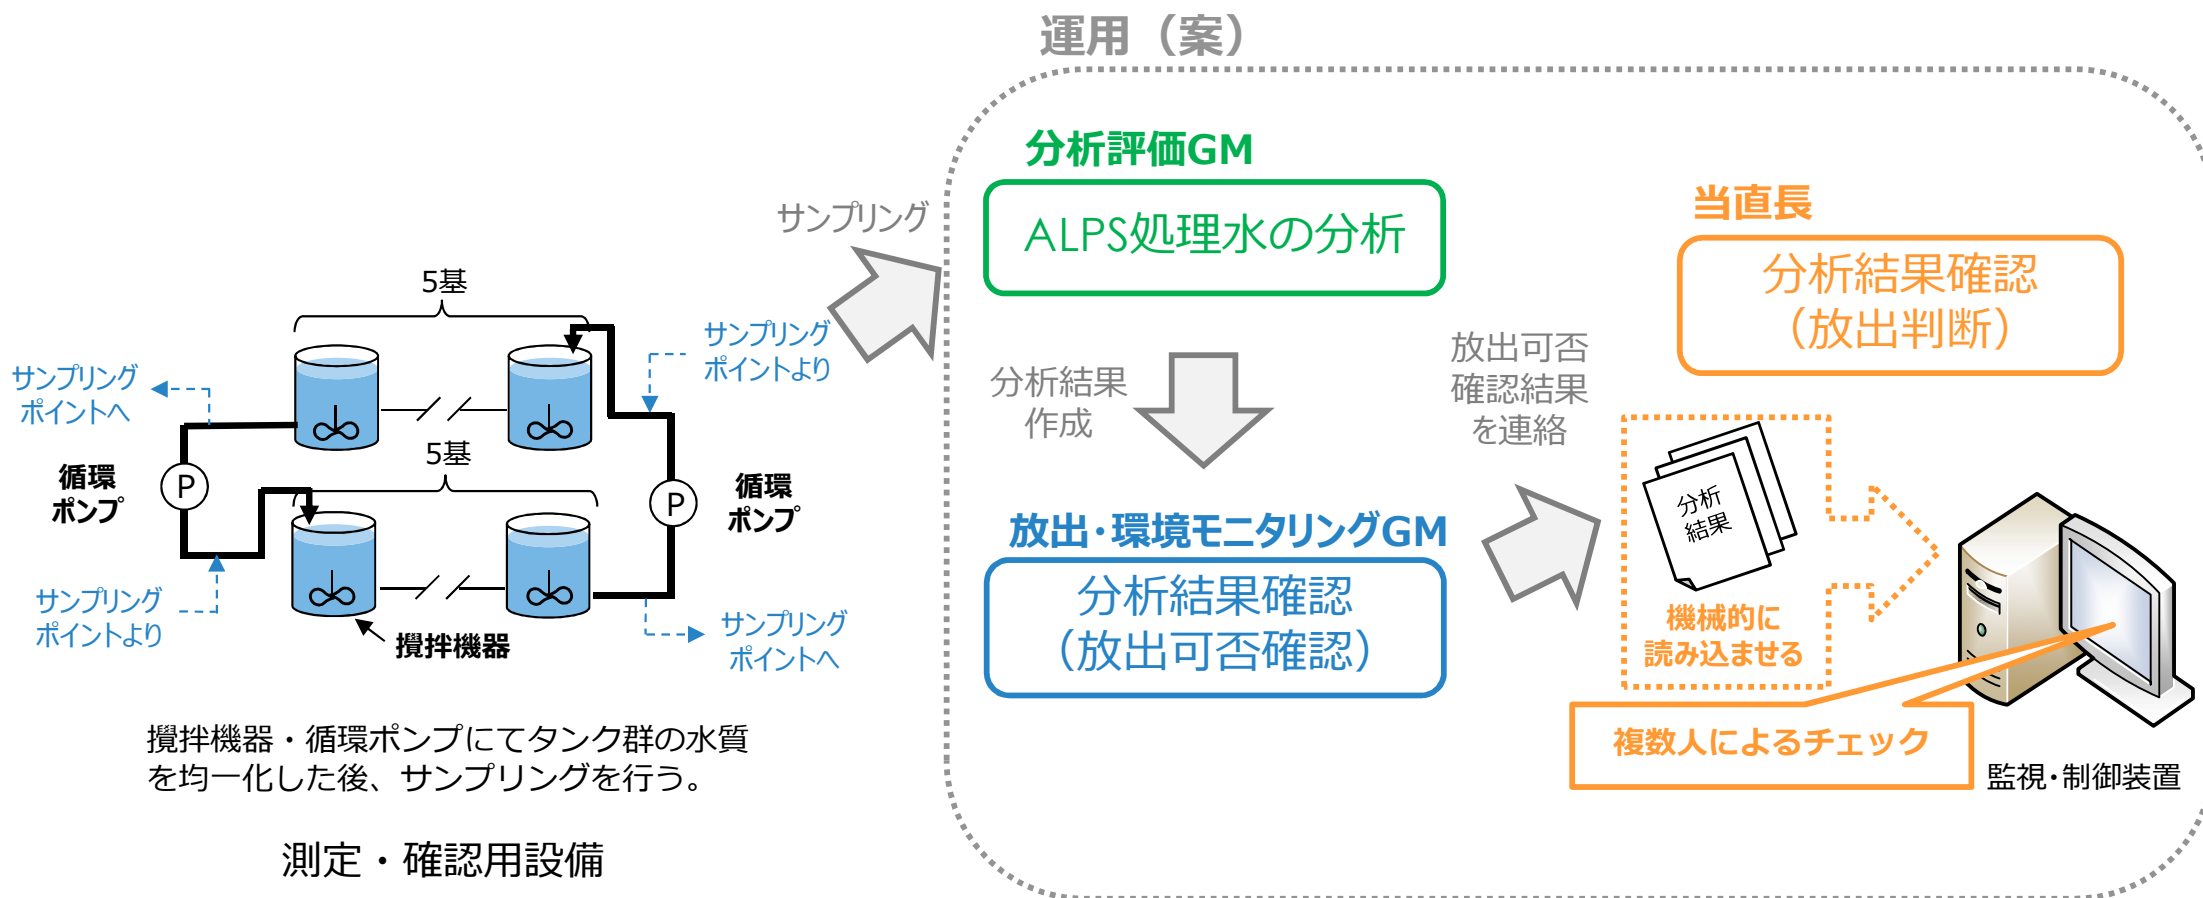 運用（案）
分析評価GM
ALPS処理水の分析
サンプリング
当直長
分析結果確認
（放出判断）
5基
サンプリング
ポイントより
サンプリング
ポイントへ
循環
ポンプ
P
5基
P
循環
ポンプ
サンプリング
ポイントより
攪拌機器
サンプリング
ポイントへ
攪拌機器・循環ポンプにてタンク群の水質
を均一化した後、サンプリングを行う。
測定・確認用設備
分析結果
作成
放出可否
確認結果
を連絡
放出・環境モニタリングGM
分析結果確認
（放出可否確認）
分析
結果
機械的に
読み込ませる
複数人によるチェック
監視・制御装置